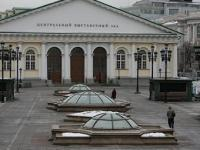 ЦЕНТРАЛЬНЫЙ ВЫСТАВОЧНЫЙ ЗАЛ